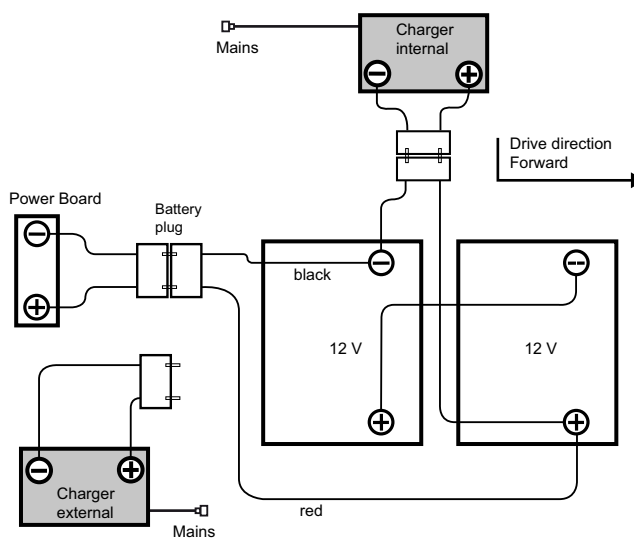 Charger
internal
Mains
Drive direction
Forward
Power Board
Battery
plug
black
12 V
12 V
Charger
external
red
Mains